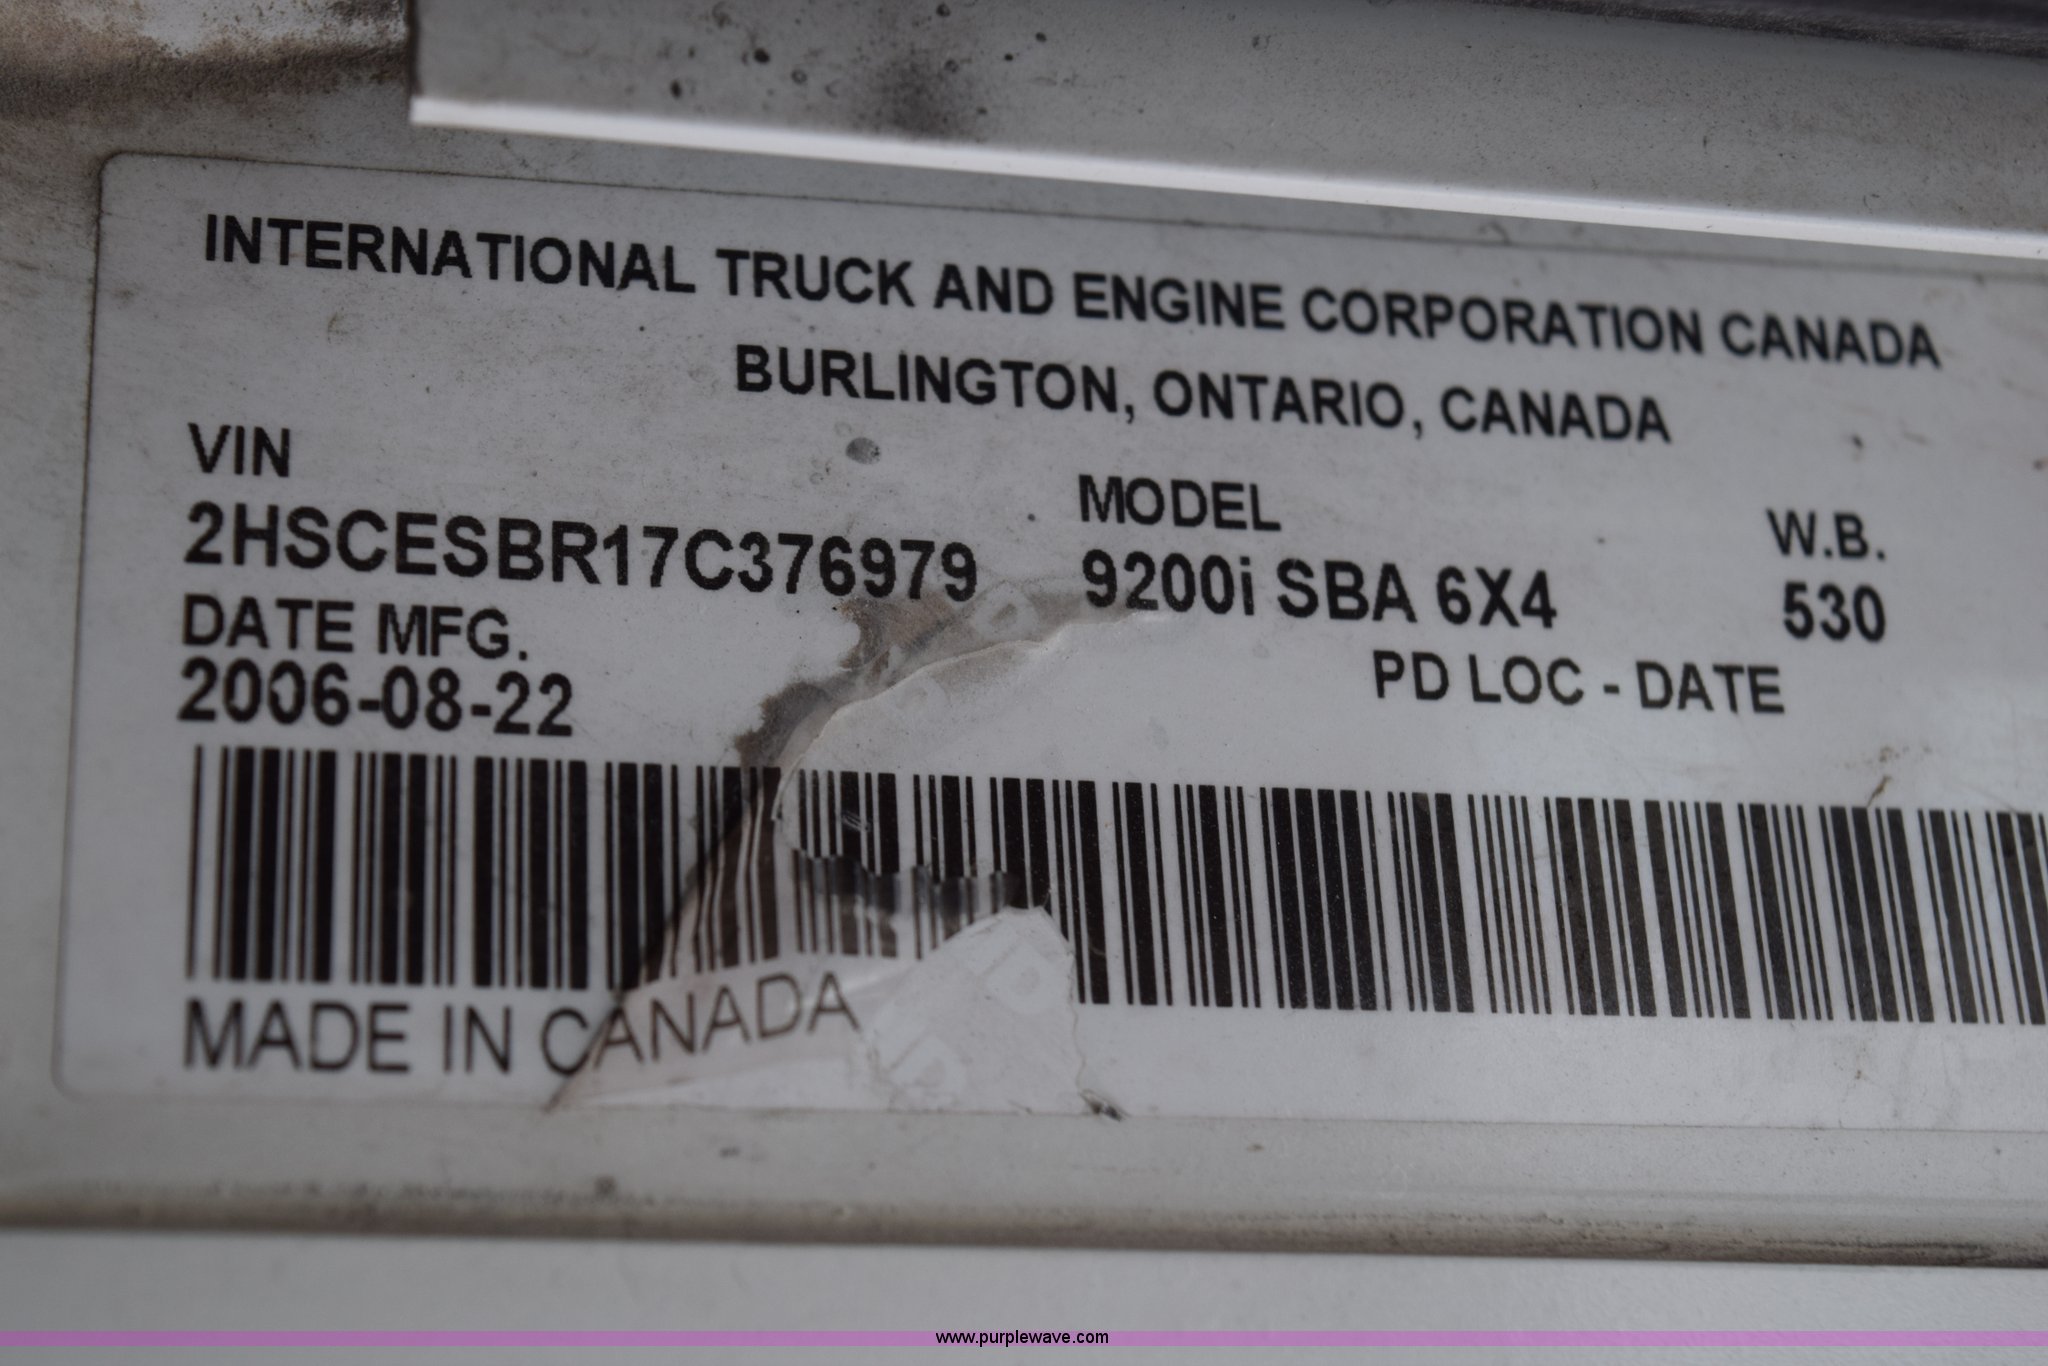 INTERNATIONAL TRUCK AND ENGINE CORPORATION CANADA
BURLINGTON, ONTARIO, CANADA
VIN MODEL W.B.
2HSCESBR17C376979 9200i SBA 6X4 530
DATE MFG. PD LOC - DATE
2006-08-22
MADE IN CANADA
www.purplewave.com